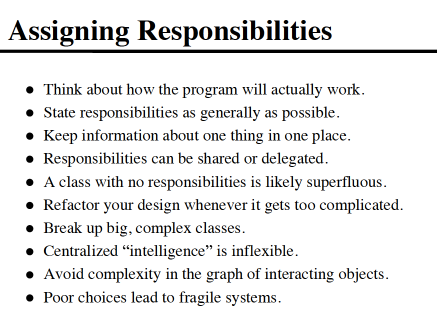 Assigning Responsibilities
● Think about how the program will actually work.
● State responsibilities as generally as possible.
● Keep information about one thing in one place.
● Responsibilities can be shared or delegated.
● A class with no responsibilities is likely superfluous.
● Refactor your design whenever it gets too complicated.
● Break up big, complex classes.
● Centralized “intelligence” is inflexible.
● Avoid complexity in the graph of interacting objects.
● Poor choices lead to fragile systems.